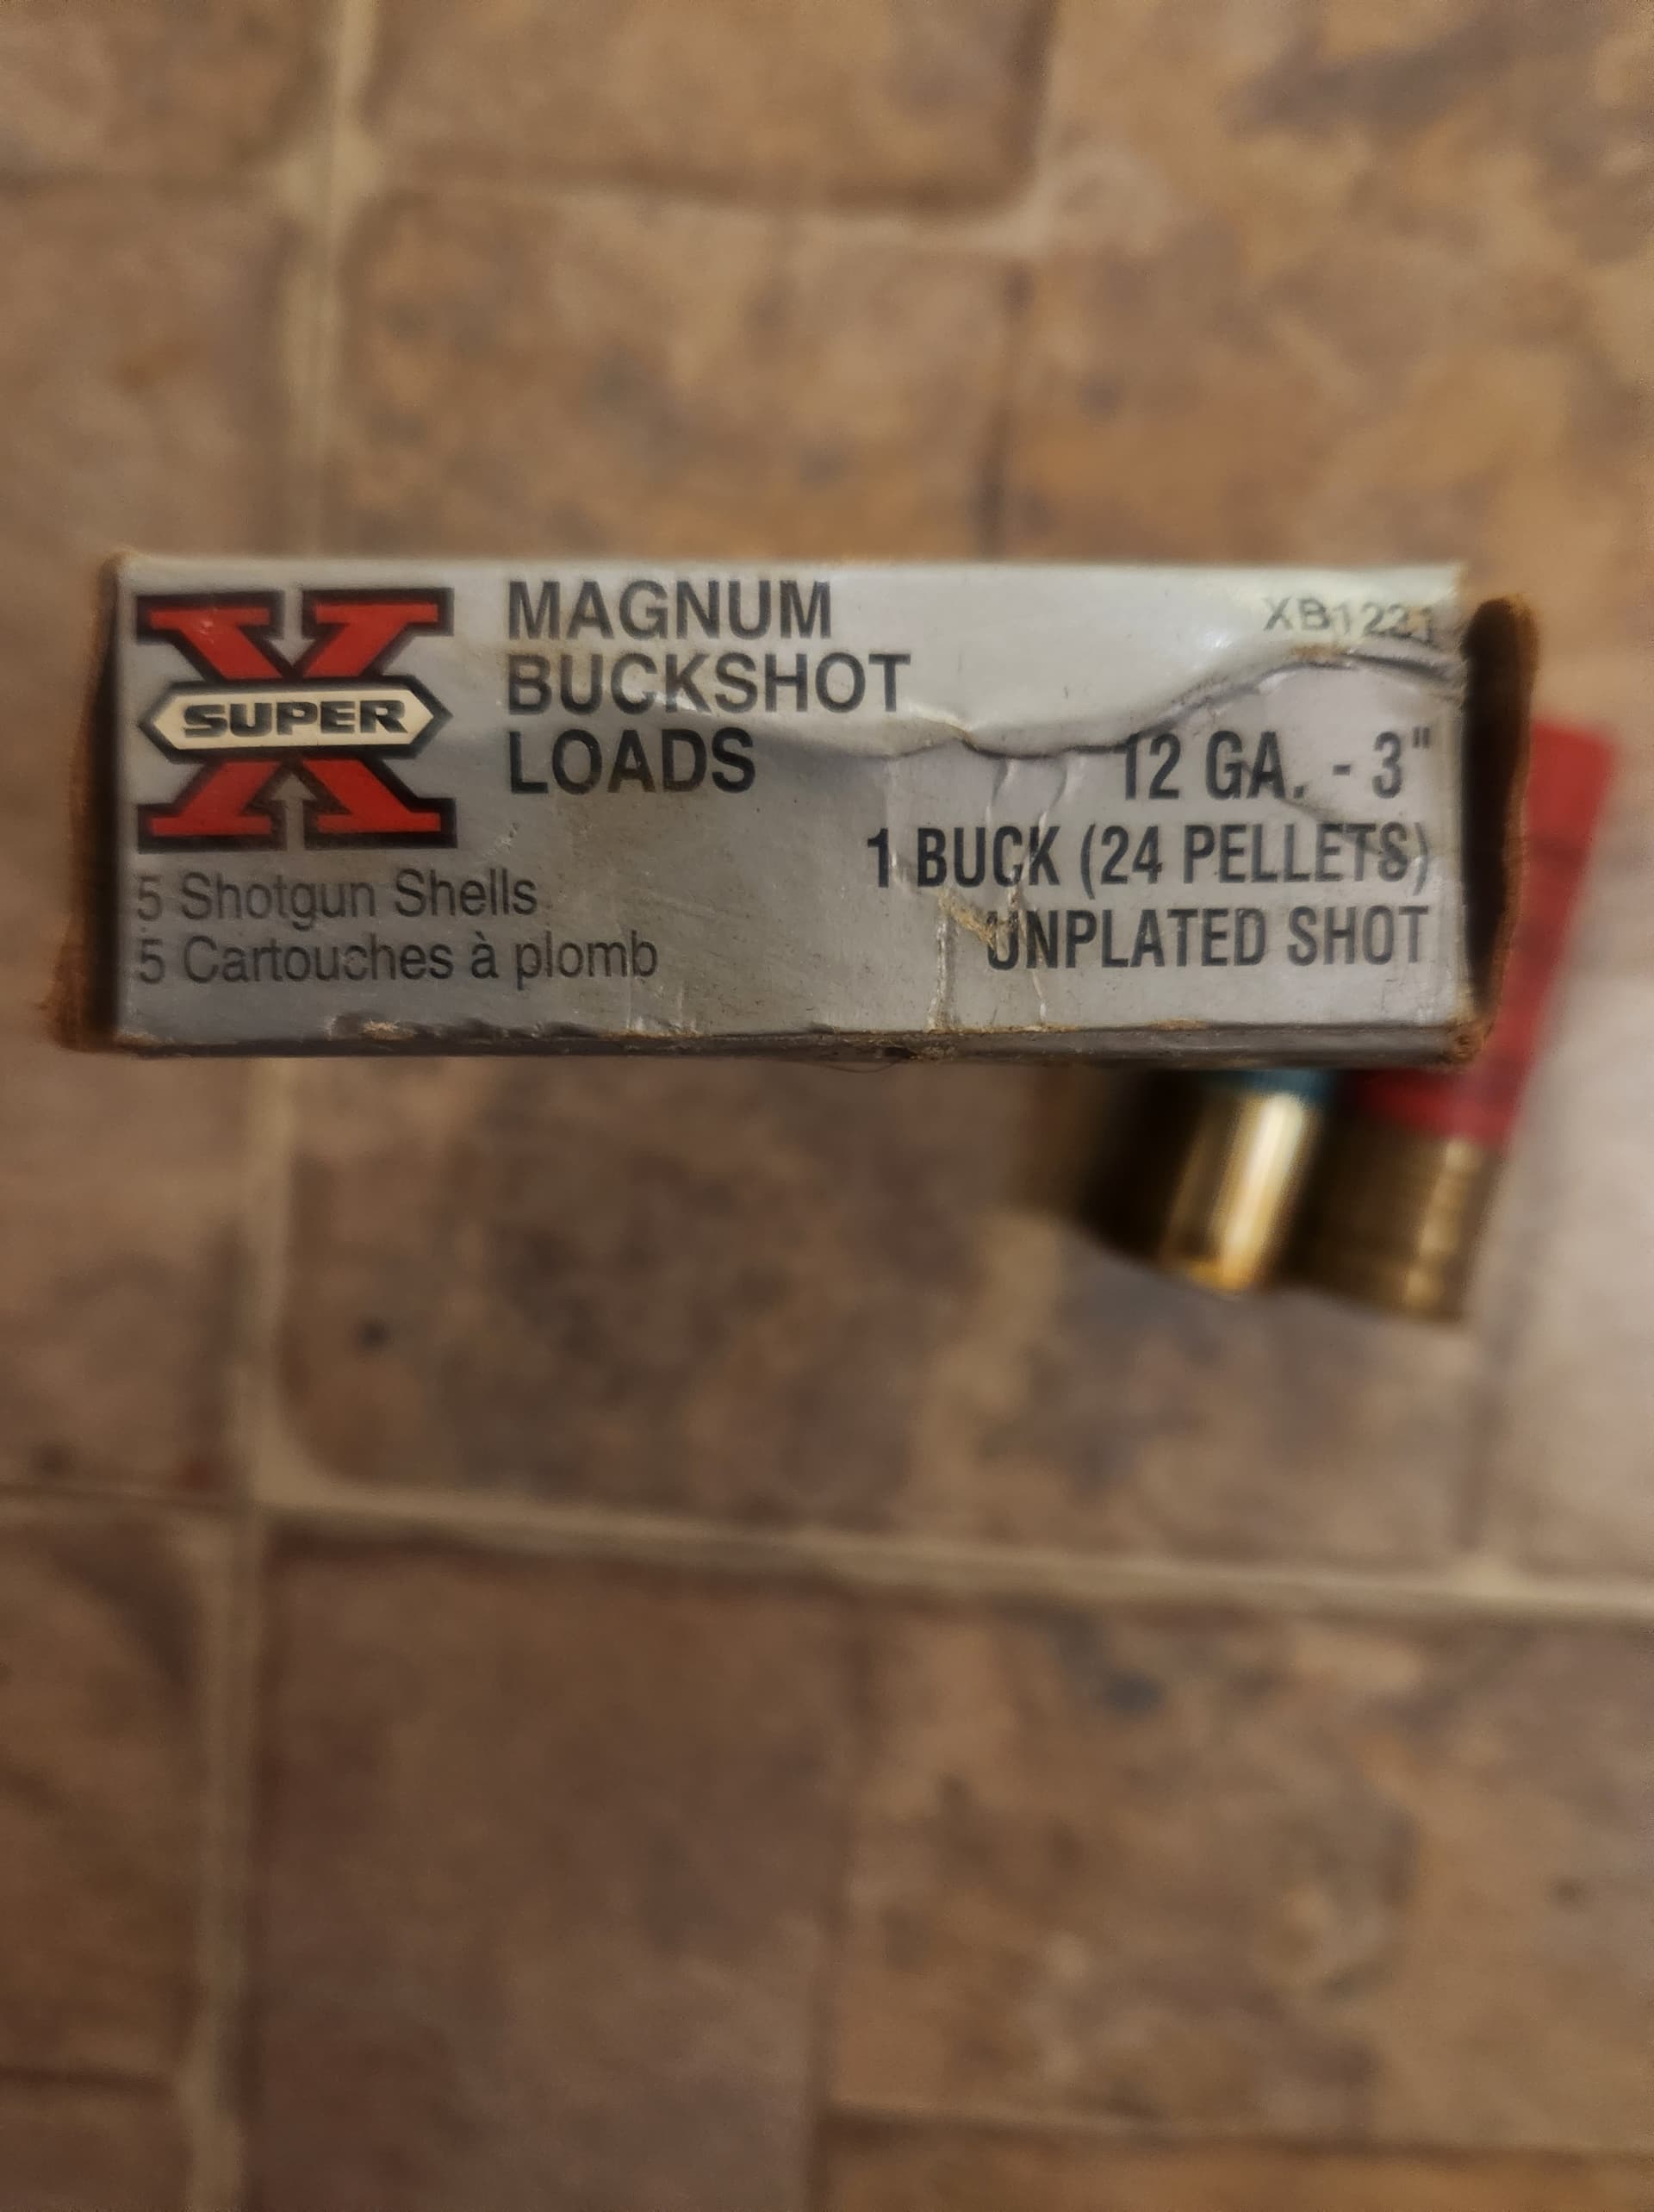 SUPER X
MAGNUM
BUCKSHOT
LOADS
5 Shotgun Shells
5 Cartouches à plomb
XB1231
12 GA. - 3"
1 BUCK (24 PELLETS)
UNPLATED SHOT